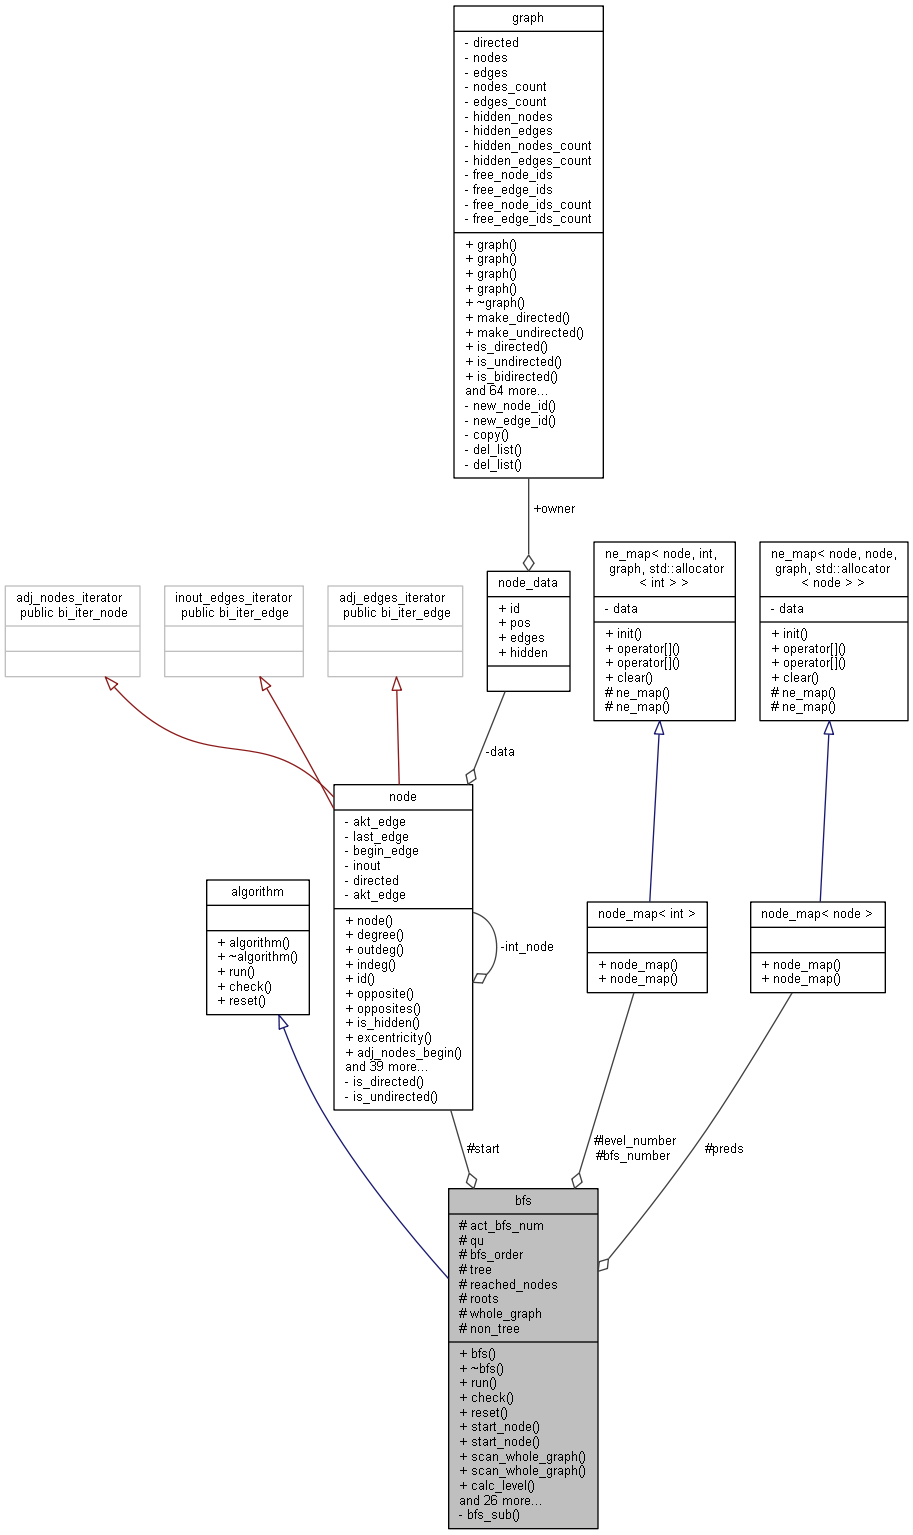 graph
- directed
- nodes
- edges
- nodes_count
- edges_count
- hidden_nodes
- hidden_edges
- hidden_nodes_count
- hidden_edges_count
- free_node_ids
- free_edge_ids
- free_node_ids_count
- free_edge_ids_count
+ graph()
+ graph()
+ graph()
+ graph()
+ ~graph()
+ make_directed()
+ make_undirected()
+ is_directed()
+ is_undirected()
+ is_bidirected()
and 64 more...
- new_node_id()
- new_edge_id()
- copy()
- del_list()
- del_list()
+owner
adj_nodes_iterator
public bi_iter_node
inout_edges_iterator
public bi_iter_edge
adj_edges_iterator
public bi_iter_edge
node_data
+ id
+ pos
+ edges
+ hidden
ne_map< node, int,
graph, std::allocator
< int > >
- data
+ init()
+ operator[]()
+ operator[]()
+ clear()
# ne_map()
# ne_map()
ne_map< node, node,
graph, std::allocator
< node > >
- data
+ init()
+ operator[]()
+ operator[]()
+ clear()
# ne_map()
# ne_map()
-data
node
- akt_edge
- last_edge
- begin_edge
- inout
- directed
- akt_edge
+ node()
+ degree()
+ outdeg()
+ indeg()
+ id()
+ opposite()
+ opposites()
+ is_hidden()
+ excentricity()
+ adj_nodes_begin()
and 39 more...
- is_directed()
- is_undirected()
-int_node
algorithm
+ algorithm()
+ ~algorithm()
+ run()
+ check()
+ reset()
node_map< int >
+ node_map()
+ node_map()
node_map< node >
+ node_map()
+ node_map()
#start
#level_number
#bfs_number
#preds
bfs
# act_bfs_num
# qu
# bfs_order
# tree
# reached_nodes
# roots
# whole_graph
# non_tree
+ bfs()
+ ~bfs()
+ run()
+ check()
+ reset()
+ start_node()
+ start_node()
+ scan_whole_graph()
+ scan_whole_graph()
+ calc_level()
and 26 more...
- bfs_sub()